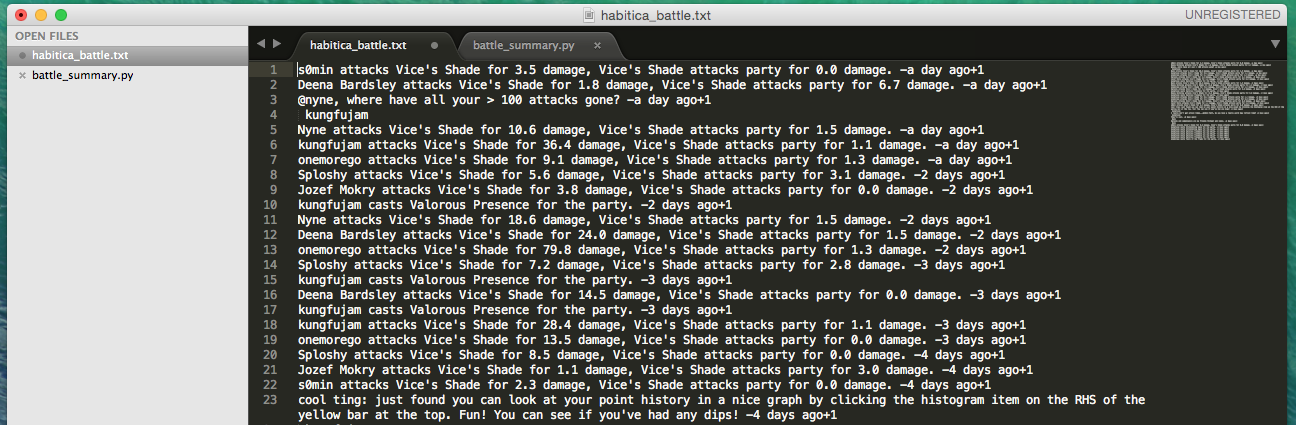 habitica_battle.txt
UNREGISTERED
OPEN FILES
habitica_battle.txt
battle_summary.py
habitica_battle.txt
battle_summary.py
1 s0min attacks Vice's Shade for 3.5 damage, Vice's Shade attacks party for 0.0 damage. -a day ago+1
2 Deena Bardsley attacks Vice's Shade for 1.8 damage, Vice's Shade attacks party for 6.7 damage. -a day ago+1
3 @nyne, where have all your > 100 attacks gone? -a day ago+1
4 kungfujam
5 Nyne attacks Vice's Shade for 10.6 damage, Vice's Shade attacks party for 1.5 damage. -a day ago+1
6 kungfujam attacks Vice's Shade for 36.4 damage, Vice's Shade attacks party for 1.1 damage. -a day ago+1
7 onemorego attacks Vice's Shade for 9.1 damage, Vice's Shade attacks party for 1.3 damage. -a day ago+1
8 Sploshy attacks Vice's Shade for 5.6 damage, Vice's Shade attacks party for 3.1 damage. -2 days ago+1
9 Jozef Mokry attacks Vice's Shade for 3.8 damage, Vice's Shade attacks party for 0.0 damage. -2 days ago+1
10 kungfujam casts Valorous Presence for the party. -2 days ago+1
11 Nyne attacks Vice's Shade for 18.6 damage, Vice's Shade attacks party for 1.5 damage. -2 days ago+1
12 Deena Bardsley attacks Vice's Shade for 24.0 damage, Vice's Shade attacks party for 1.5 damage. -2 days ago+1
13 onemorego attacks Vice's Shade for 79.8 damage, Vice's Shade attacks party for 1.3 damage. -2 days ago+1
14 Sploshy attacks Vice's Shade for 7.2 damage, Vice's Shade attacks party for 2.8 damage. -3 days ago+1
15 kungfujam casts Valorous Presence for the party. -3 days ago+1
16 Deena Bardsley attacks Vice's Shade for 14.5 damage, Vice's Shade attacks party for 0.0 damage. -3 days ago+1
17 kungfujam casts Valorous Presence for the party. -3 days ago+1
18 kungfujam attacks Vice's Shade for 28.4 damage, Vice's Shade attacks party for 1.1 damage. -3 days ago+1
19 onemorego attacks Vice's Shade for 13.5 damage, Vice's Shade attacks party for 0.0 damage. -3 days ago+1
20 Sploshy attacks Vice's Shade for 8.5 damage, Vice's Shade attacks party for 0.0 damage. -4 days ago+1
21 Jozef Mokry attacks Vice's Shade for 1.1 damage, Vice's Shade attacks party for 3.0 damage. -4 days ago+1
22 s0min attacks Vice's Shade for 2.3 damage, Vice's Shade attacks party for 0.0 damage. -4 days ago+1
23 cool ting: just found you can look at your point history in a nice graph by clicking the histogram item on the RHS of the
yellow bar at the top. Fun! You can see if you've had any dips! -4 days ago+1